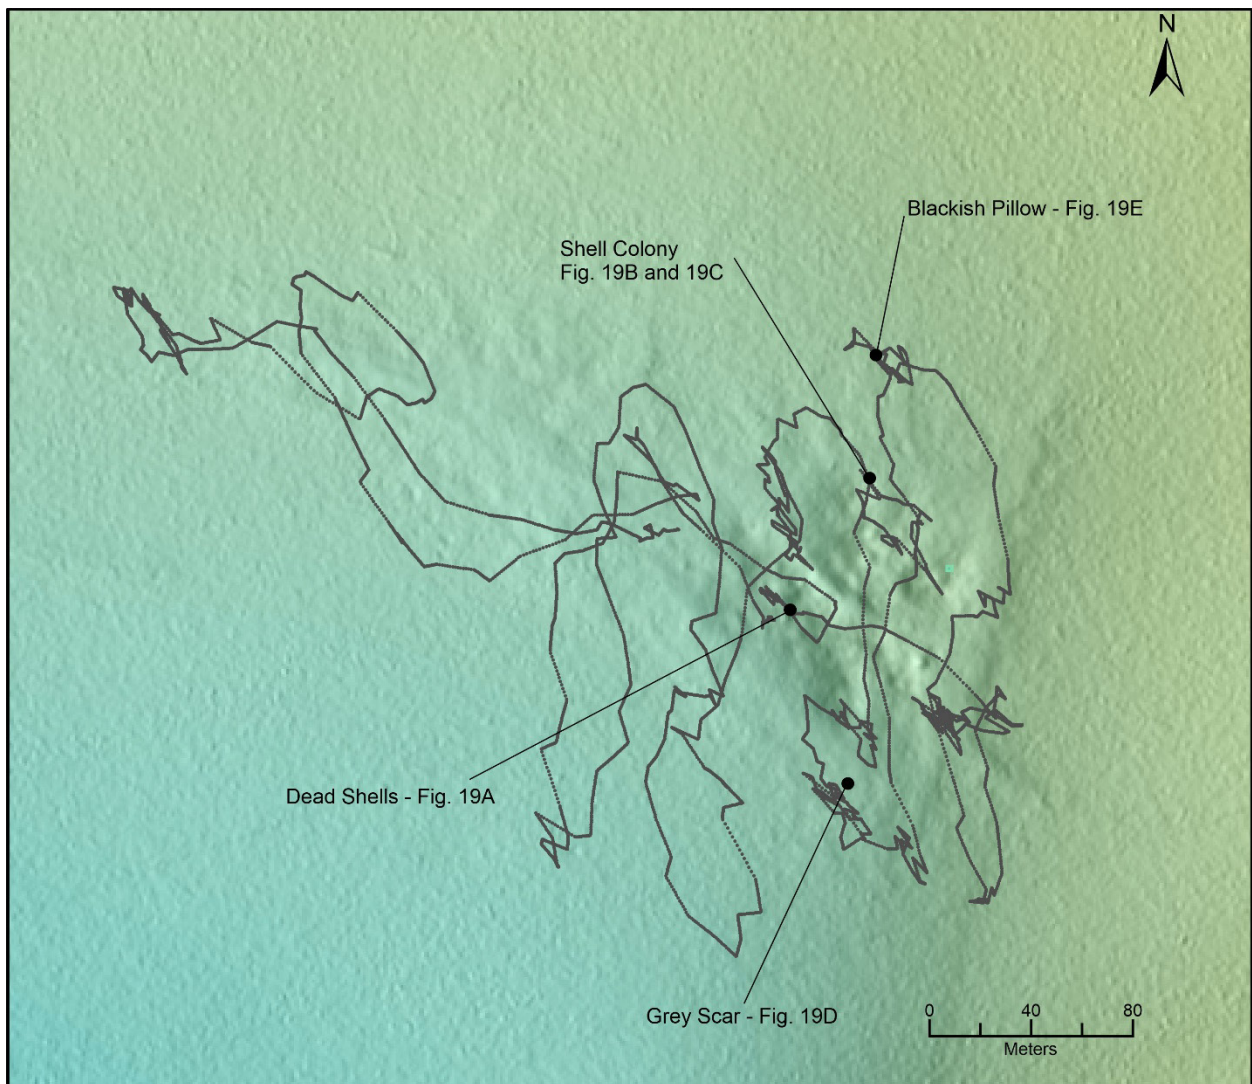 N
Blackish Pillow - Fig. 19E
Shell Colony
Fig. 19B and 19C
Dead Shells - Fig. 19A
Grey Scar - Fig. 19D
0 40 80
Meters